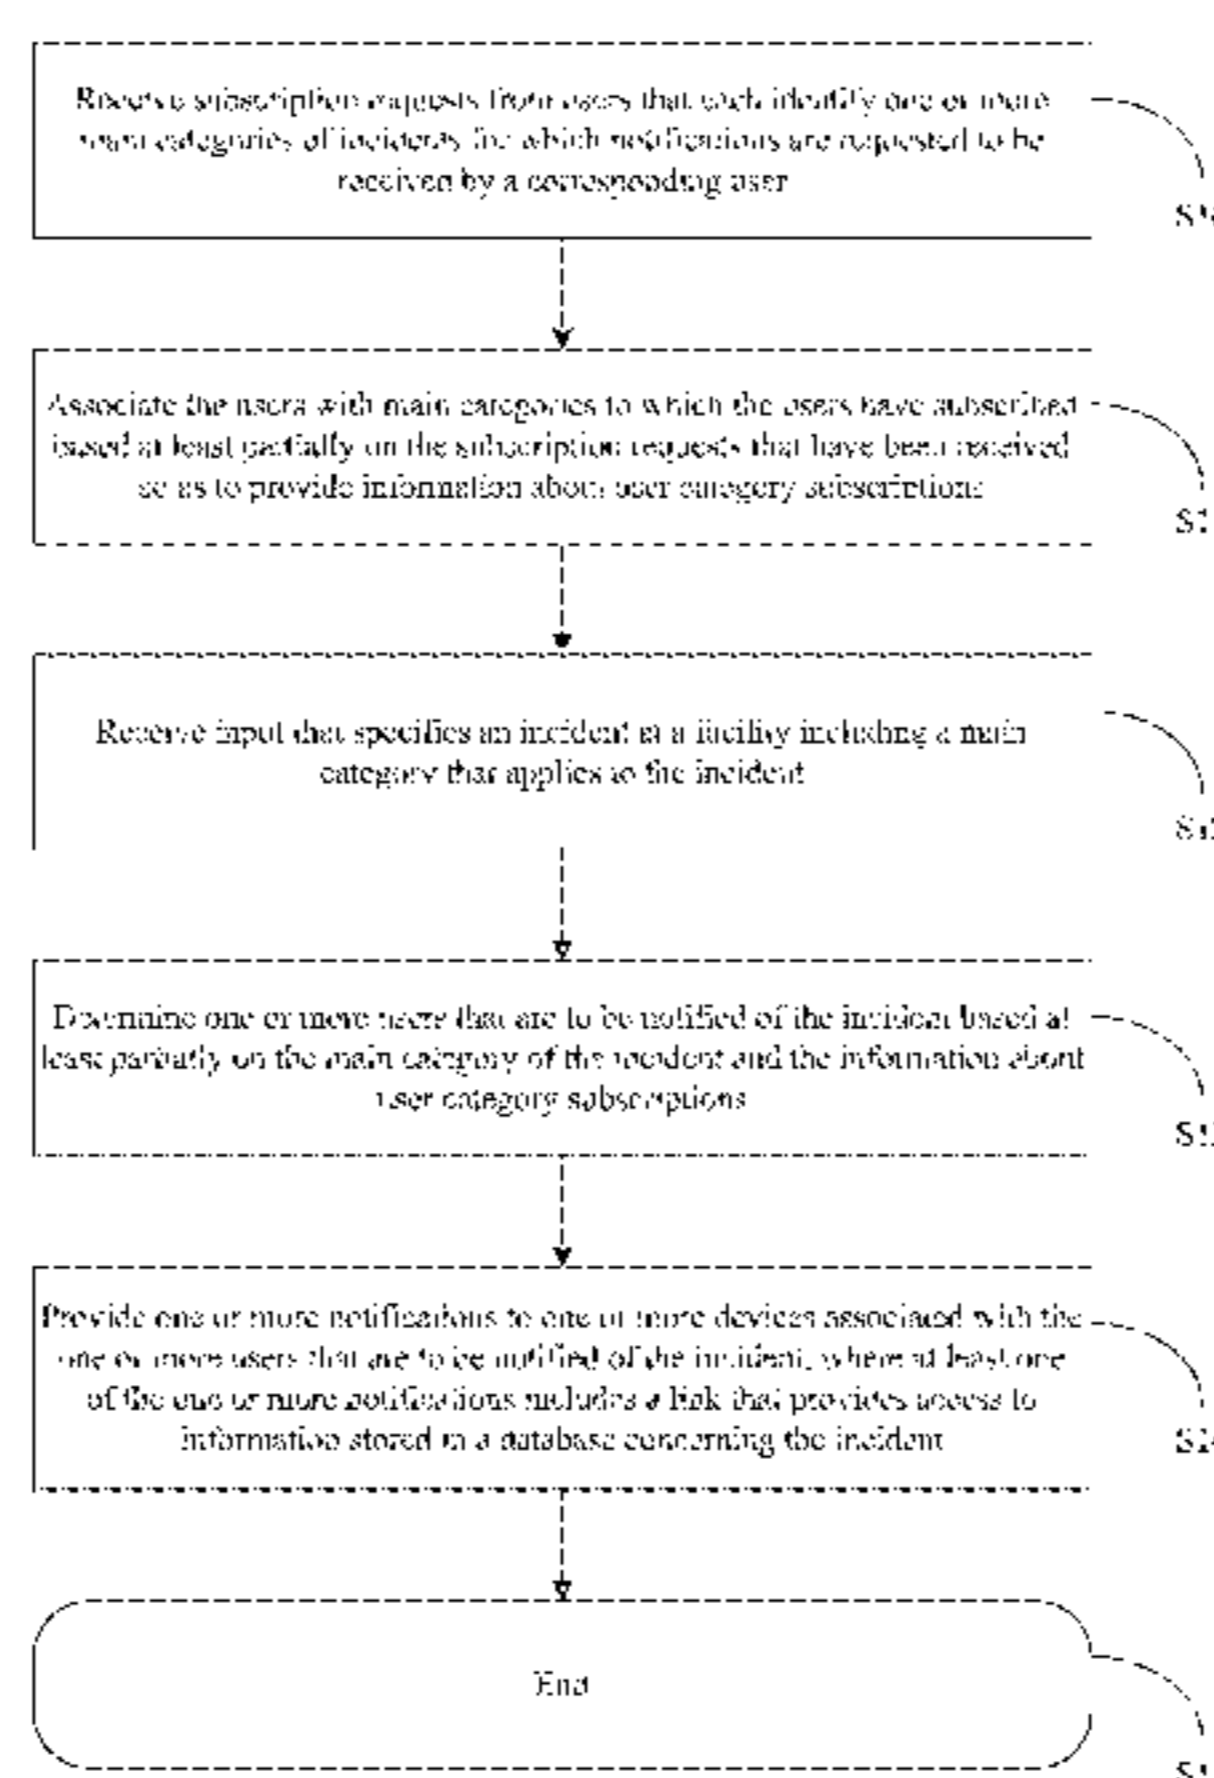 Receive subscription requests from users that each identify one or more
main categories of incidents for which notifications are requested to be
received by a corresponding user
Associate the users with main categories to which the users have subscribed
based at least partially on the subscription requests that have been received
so as to provide information about user category subscriptions
Receive input that specifies an incident at a facility including a main
category that applies to the incident
Determine one or more users that are to be notified of the incident based at
least partially on the main category of the incident and the information about
user category subscriptions
Provide one or more notifications to one or more devices associated with the
one or more users that are to be notified of the incident, where at least one
of the one or more notifications includes a link that provides access to
information stored in a database concerning the incident
End